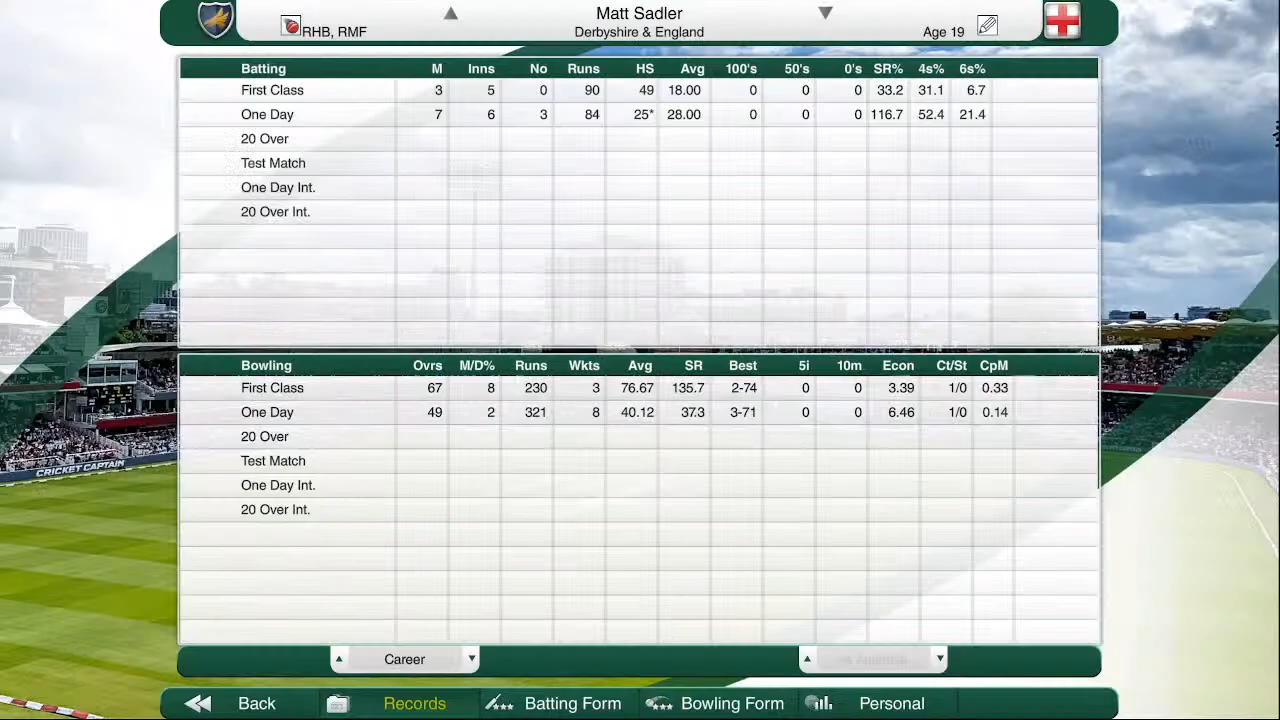 Matt Sadler
RHB, RMF
Derbyshire & England
Age 19
Batting M Inns No Runs HS Avg 100's 50's 0's SR% 4s% 6s%
First Class 3 5 0 90 49 18.00 0 0 0 33.2 31.1 6.7
One Day 7 6 3 84 25* 28.00 0 0 0 116.7 52.4 21.4
20 Over
Test Match
One Day Int.
20 Over Int.
Bowling Ovrs M/D% Runs Wkts Avg SR Best 5i 10m Econ Ct/St CpM
First Class 67 8 230 3 76.67 135.7 2-74 0 0 3.39 1/0 0.33
One Day 49 2 321 8 40.12 37.3 3-71 0 0 6.46 1/0 0.14
20 Over
Test Match
One Day Int.
20 Over Int.
CRICKET CAPTAIN
Career
Back Records Batting Form Bowling Form Personal